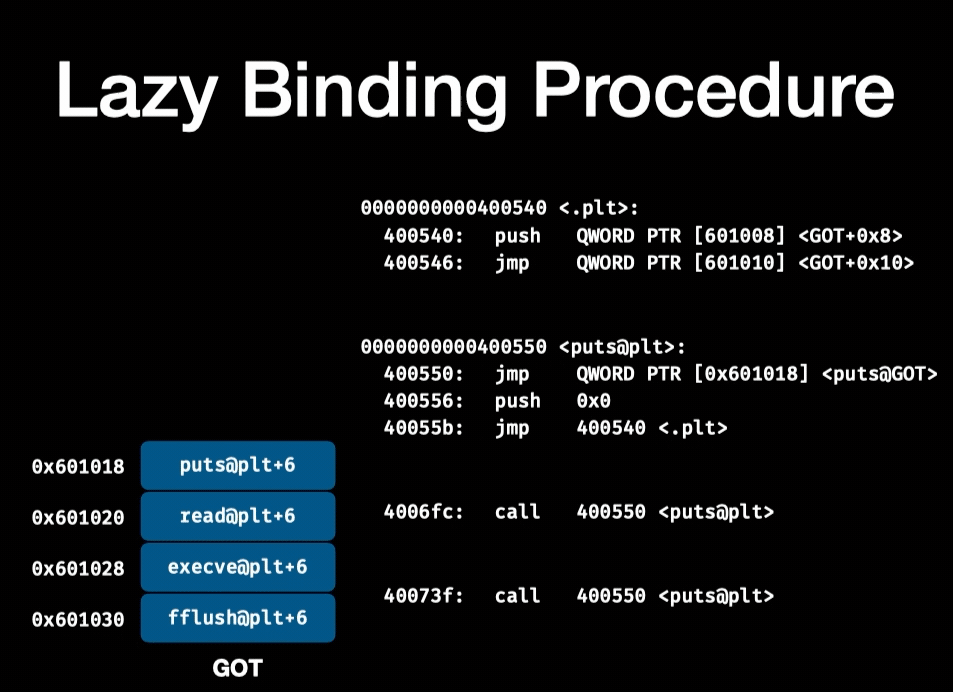 Lazy Binding Procedure
0000000000400540 <.plt>:
400540: push QWORD PTR [601008] <GOT+0x8>
400546: jmp QWORD PTR [601010] <GOT+0x10>
0000000000400550 <puts@plt>:
400550: jmp QWORD PTR [0x601018] <puts@GOT>
400556: push 0x0
40055b: jmp 400540 <.plt>
4006fc: call 400550 <puts@plt>
40073f: call 400550 <puts@plt>
0x601018 puts@plt+6
0x601020 read@plt+6
0x601028 execve@plt+6
0x601030 fflush@plt+6
GOT